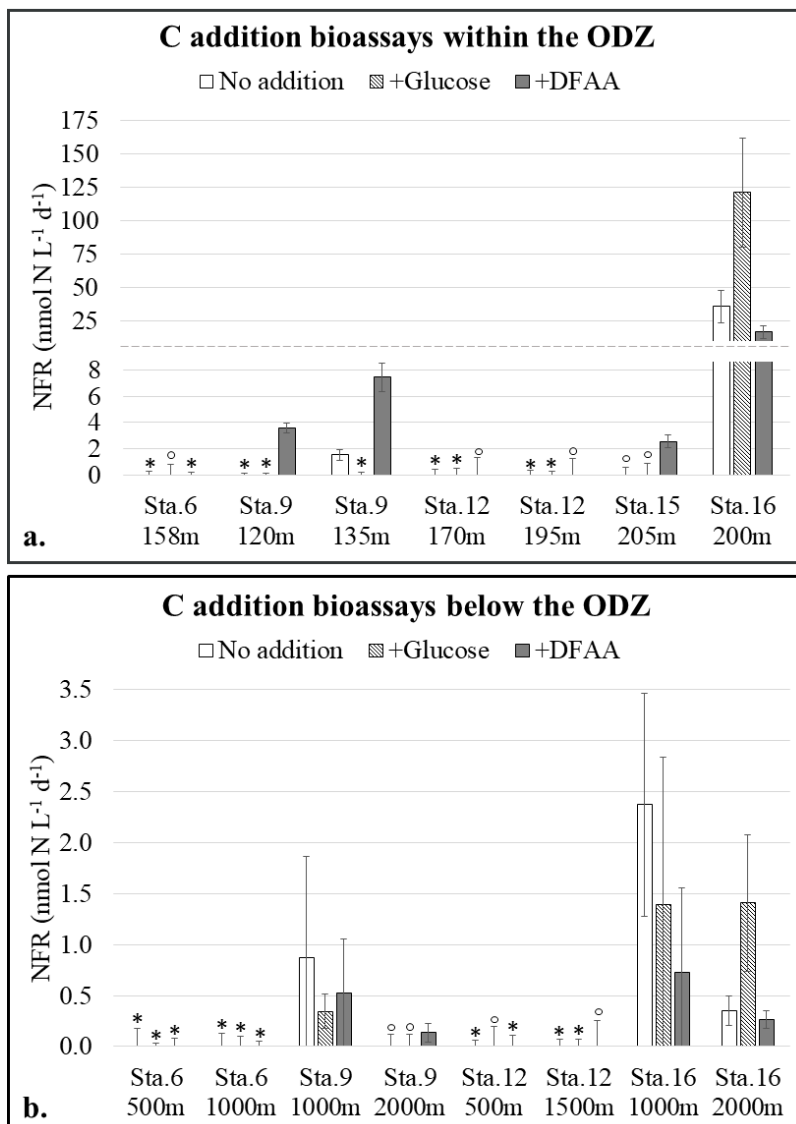 C addition bioassays within the ODZ
No addition +Glucose +DFAA
NFR (nmol N L-1 d-1)
175
150
125
100
75
50
25
8
6
4
2
0
* o * * * * * * o * * o o o
Sta.6 Sta.9 Sta.9 Sta.12 Sta.12 Sta.15 Sta.16
158m 120m 135m 170m 195m 205m 200m
a.
C addition bioassays below the ODZ
No addition +Glucose +DFAA
NFR (nmol N L-1 d-1)
3.5
3.0
2.5
2.0
1.5
1.0
0.5
0.0
* * * * * * o o * o * * * o
Sta.6 Sta.6 Sta.9 Sta.9 Sta.12 Sta.12 Sta.16 Sta.16
500m 1000m 1000m 2000m 500m 1500m 1000m 2000m
b.